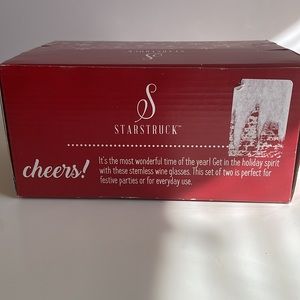 S
STARSTRUCK™
cheers!
It's the most wonderful time of the year! Get in the holiday spirit
with these stemless wine glasses. This set of two is perfect for
festive parties or for everyday use.